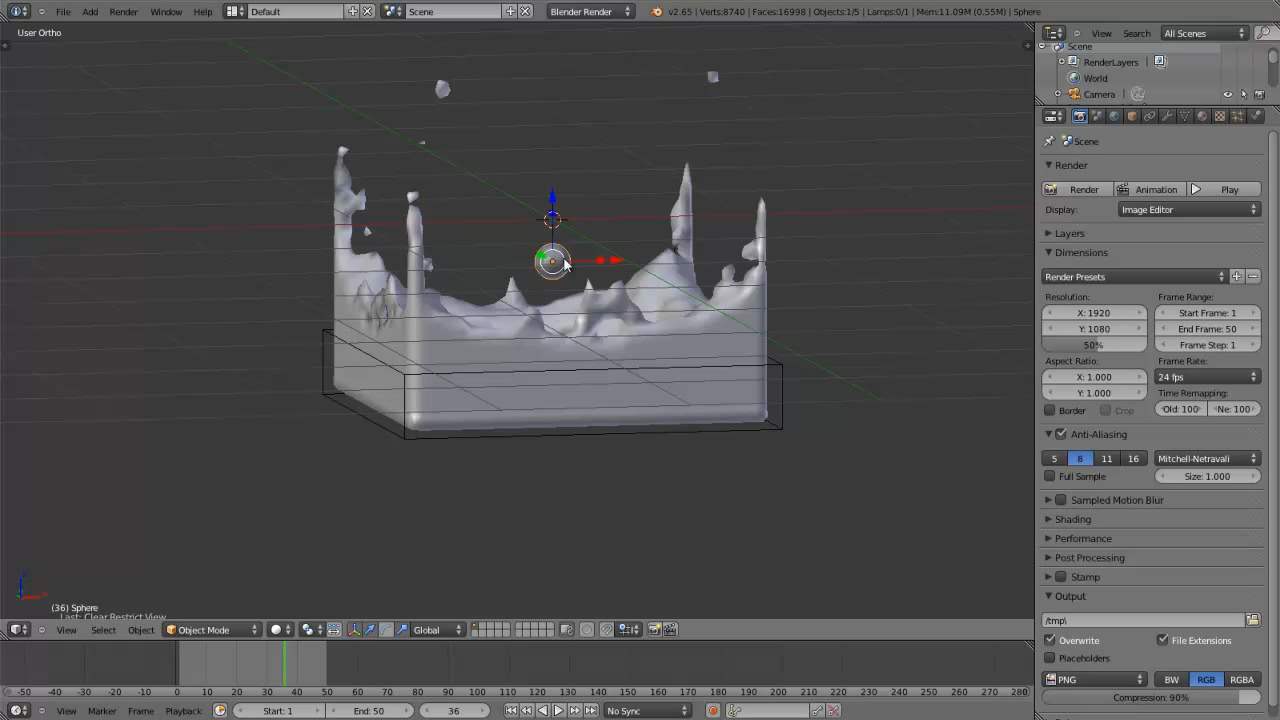 File Add Render Window Help Default Scene Blender Render v2.65 | Verts:8740 | Faces:16998 | Objects:1/5 | Lamps:0/1 | Mem:11.09M (0.55M) | Sphere
User Ortho
View Search All Scenes
Scene
RenderLayers
World
Camera
Scene
Render
Render Animation Play
Display: Image Editor
Layers
Dimensions
Render Presets
Resolution: Frame Range:
X: 1920 Start Frame: 1
Y: 1080 End Frame: 50
50% Frame Step: 1
Aspect Ratio: Frame Rate:
X: 1.000 24 fps
Y: 1.000 Time Remapping:
Border Crop Old: 100 Ne: 100
Anti-Aliasing
5 8 11 16 Mitchell-Netravali
Full Sample Size: 1.000
Sampled Motion Blur
Shading
Performance
Post Processing
Stamp
Output
/tmp\
Overwrite File Extensions
Placeholders
PNG BW RGB RGBA
Compression: 90%
(36) Sphere
Last: Clear Restrict View
View Select Object Object Mode Global
-50 -40 -30 -20 -10 0 10 20 30 40 50 60 70 80 90 100 110 120 130 140 150 160 170 180 190 200 210 220 230 240 250 260 270 280
View Marker Frame Playback Start: 1 End: 50 36 No Sync